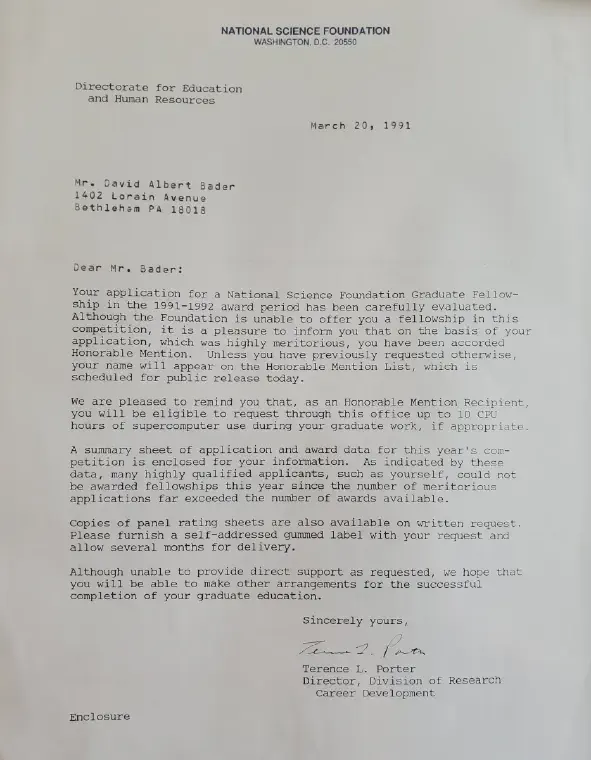 NATIONAL SCIENCE FOUNDATION
WASHINGTON, D.C. 20550
Directorate for Education
and Human Resources
March 20, 1991
Mr. David Albert Bader
1402 Lorain Avenue
Bethlehem PA 18018
Dear Mr. Bader:
Your application for a National Science Foundation Graduate Fellow-
ship in the 1991-1992 award period has been carefully evaluated.
Although the Foundation is unable to offer you a fellowship in this
competition, it is a pleasure to inform you that on the basis of your
application, which was highly meritorious, you have been accorded
Honorable Mention. Unless you have previously requested otherwise,
your name will appear on the Honorable Mention List, which is
scheduled for public release today.
We are pleased to remind you that, as an Honorable Mention Recipient,
you will be eligible to request through this office up to 10 CPU
hours of supercomputer use during your graduate work, if appropriate.
A summary sheet of application and award data for this year's com-
petition is enclosed for your information. As indicated by these
data, many highly qualified applicants, such as yourself, could not
be awarded fellowships this year since the number of meritorious
applications far exceeded the number of awards available.
Copies of panel rating sheets are also available on written request.
Please furnish a self-addressed gummed label with your request and
allow several months for delivery.
Although unable to provide direct support as requested, we hope that
you will be able to make other arrangements for the successful
completion of your graduate education.
Sincerely yours,
Terence L. Porter
Terence L. Porter
Director, Division of Research
Career Development
Enclosure